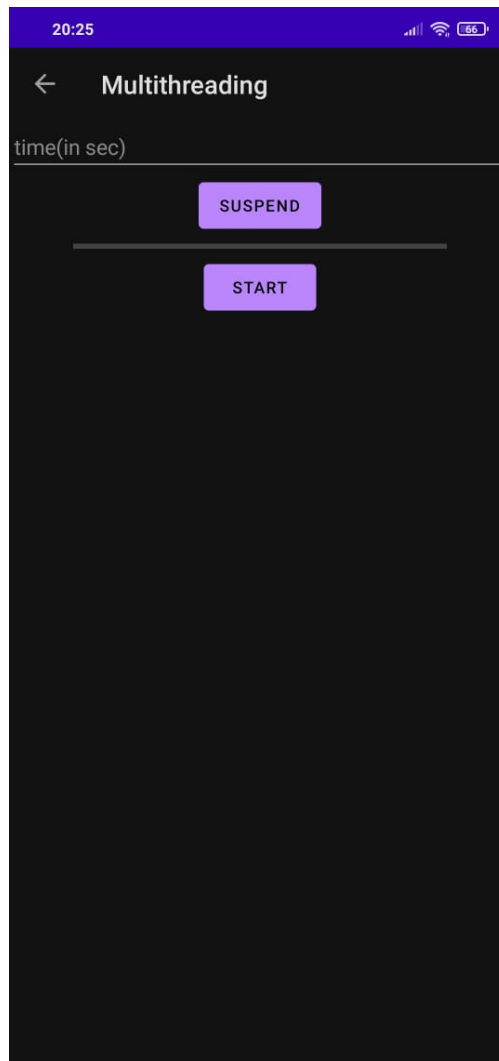 20:25
66
Multithreading
time(in sec)
SUSPEND
START